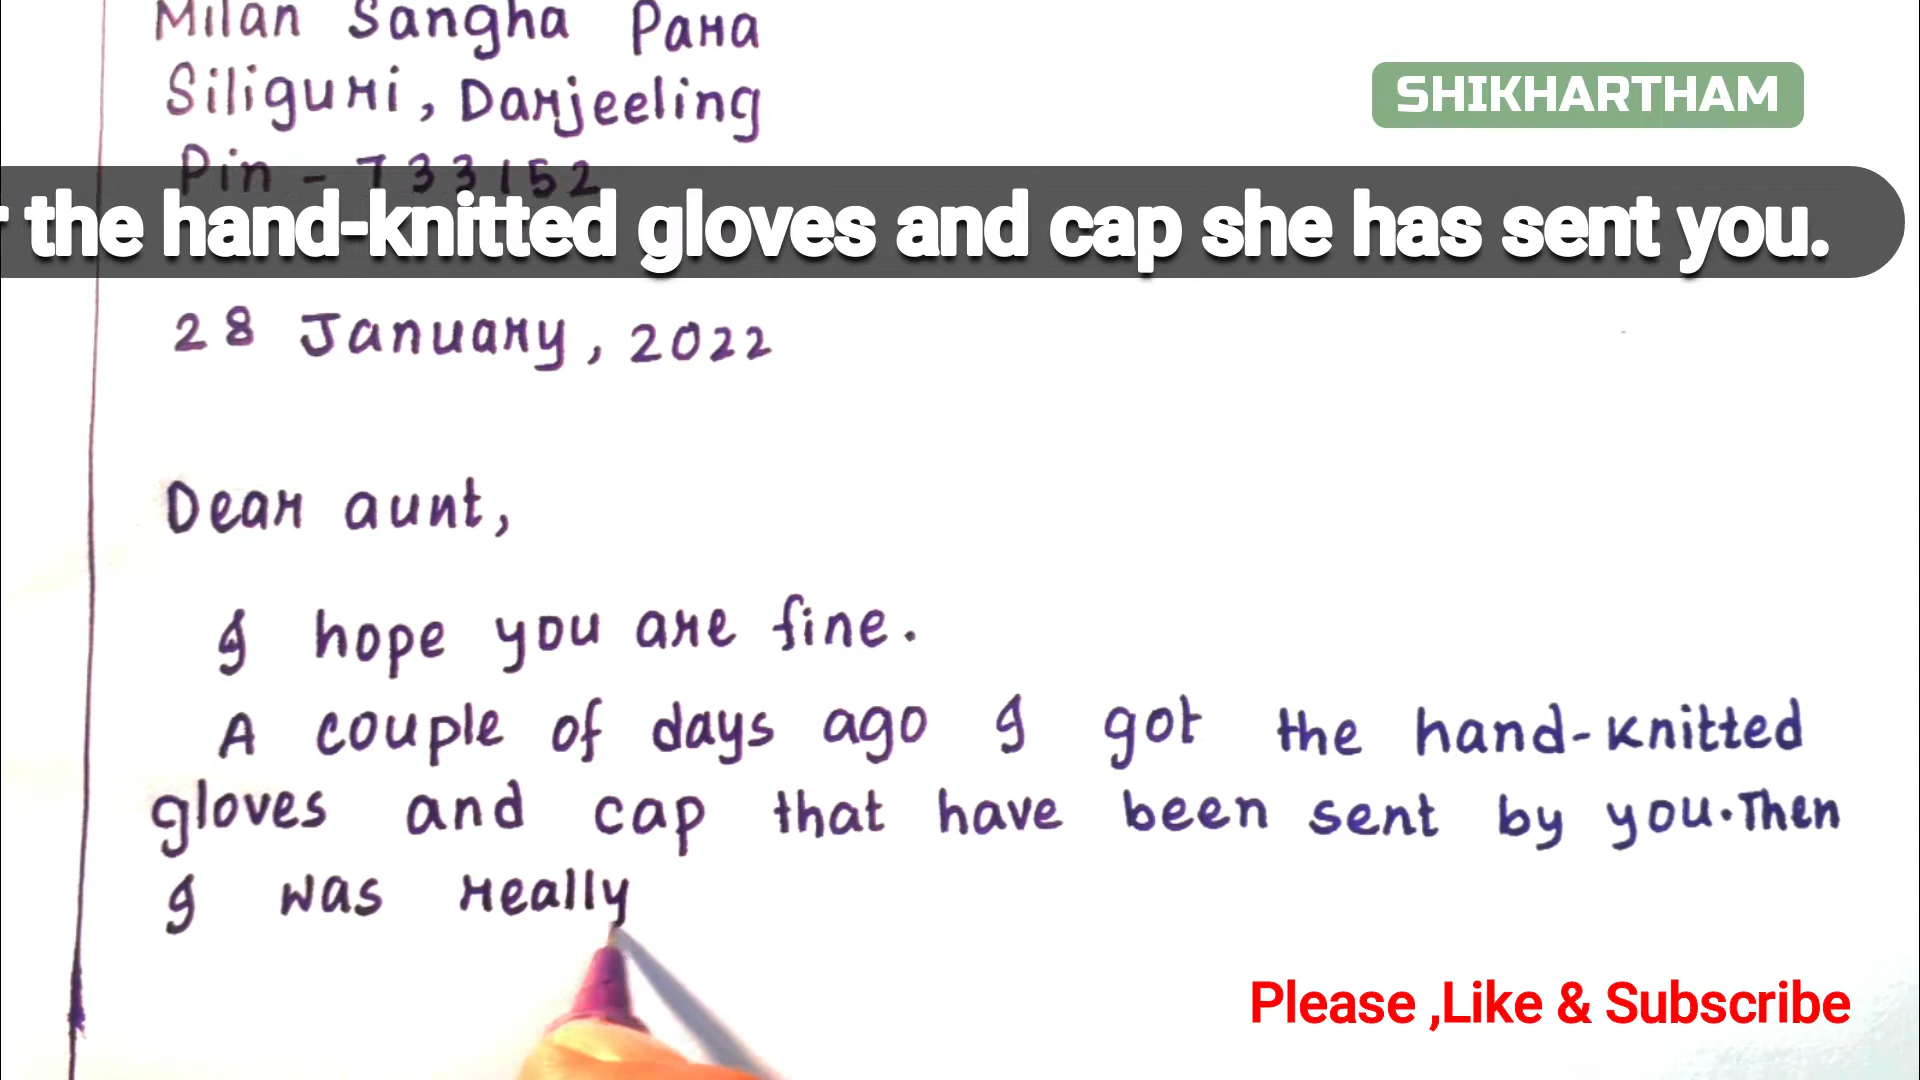 Milan Sangha Para
Siliguri, Darjeeling
SHIKHARTHAM
Pin - 733152
the hand-knitted gloves and cap she has sent you.
28 January, 2022
Dear aunt,
I hope you are fine.
A couple of days ago I got the hand-knitted
gloves and cap that have been sent by you. Then
I was really
Please ,Like & Subscribe